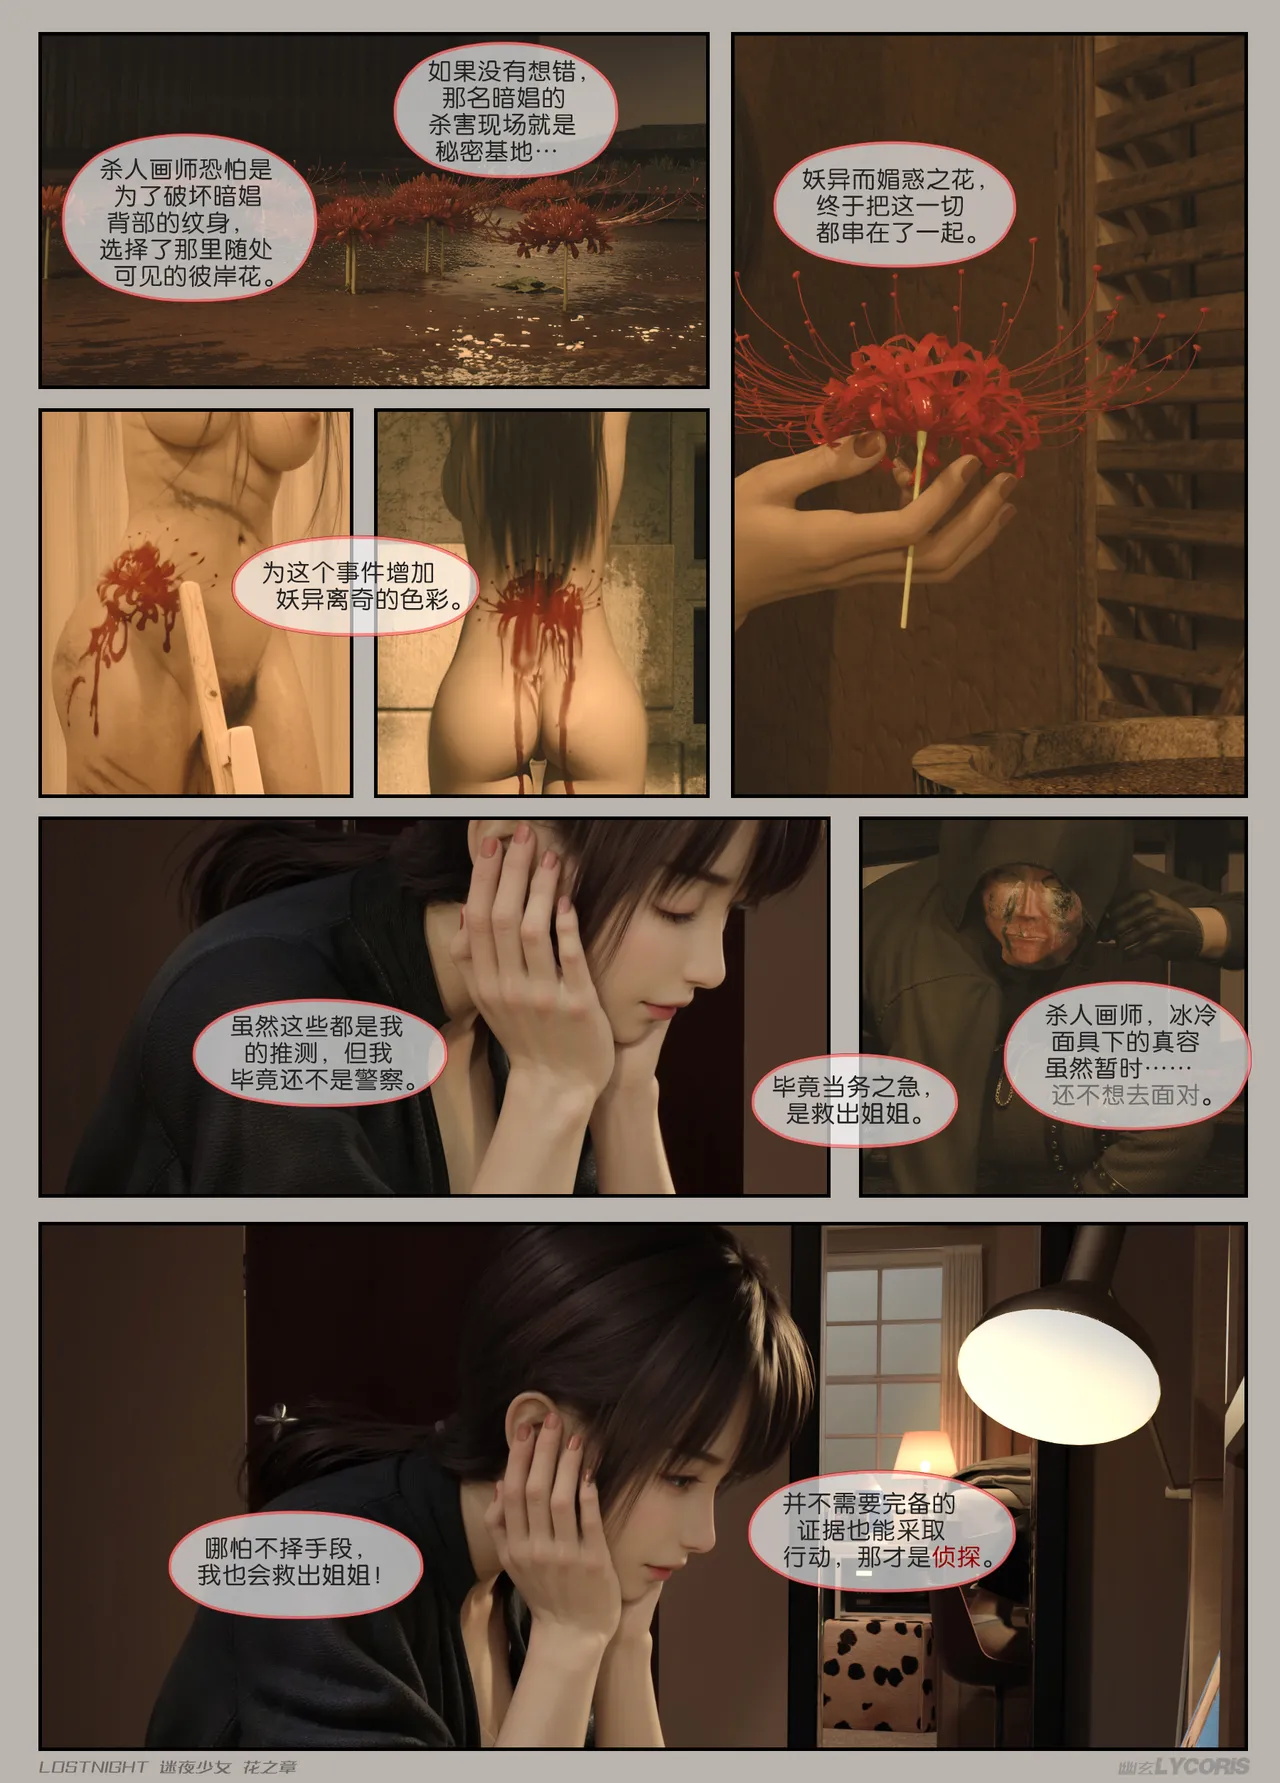 如果没有想错，
那名暗娼的
杀害现场就是
秘密基地…
杀人画师恐怕是
为了破坏暗娼
背部的纹身，
选择了那里随处
可见的彼岸花。
妖异而媚惑之花，
终于把这一切
都串在了一起。
为这个事件增加
妖异离奇的色彩。
虽然这些都是我
的推测，但我
毕竟还不是警察。
毕竟当务之急，
是救出姐姐。
杀人画师，冰冷
面具下的真容
虽然暂时……
还不想去面对。
哪怕不择手段，
我也会救出姐姐！
并不需要完备的
证据也能采取
行动，那才是侦探。
LOSTNIGHT 迷夜少女 花之章
幽玄LYCORIS